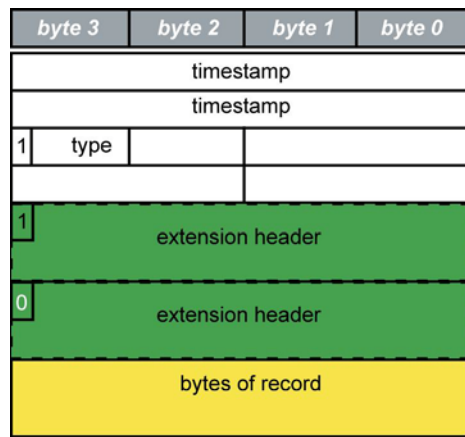 byte 3 byte 2 byte 1 byte 0
timestamp
timestamp
1 type
1
extension header
0
extension header
bytes of record